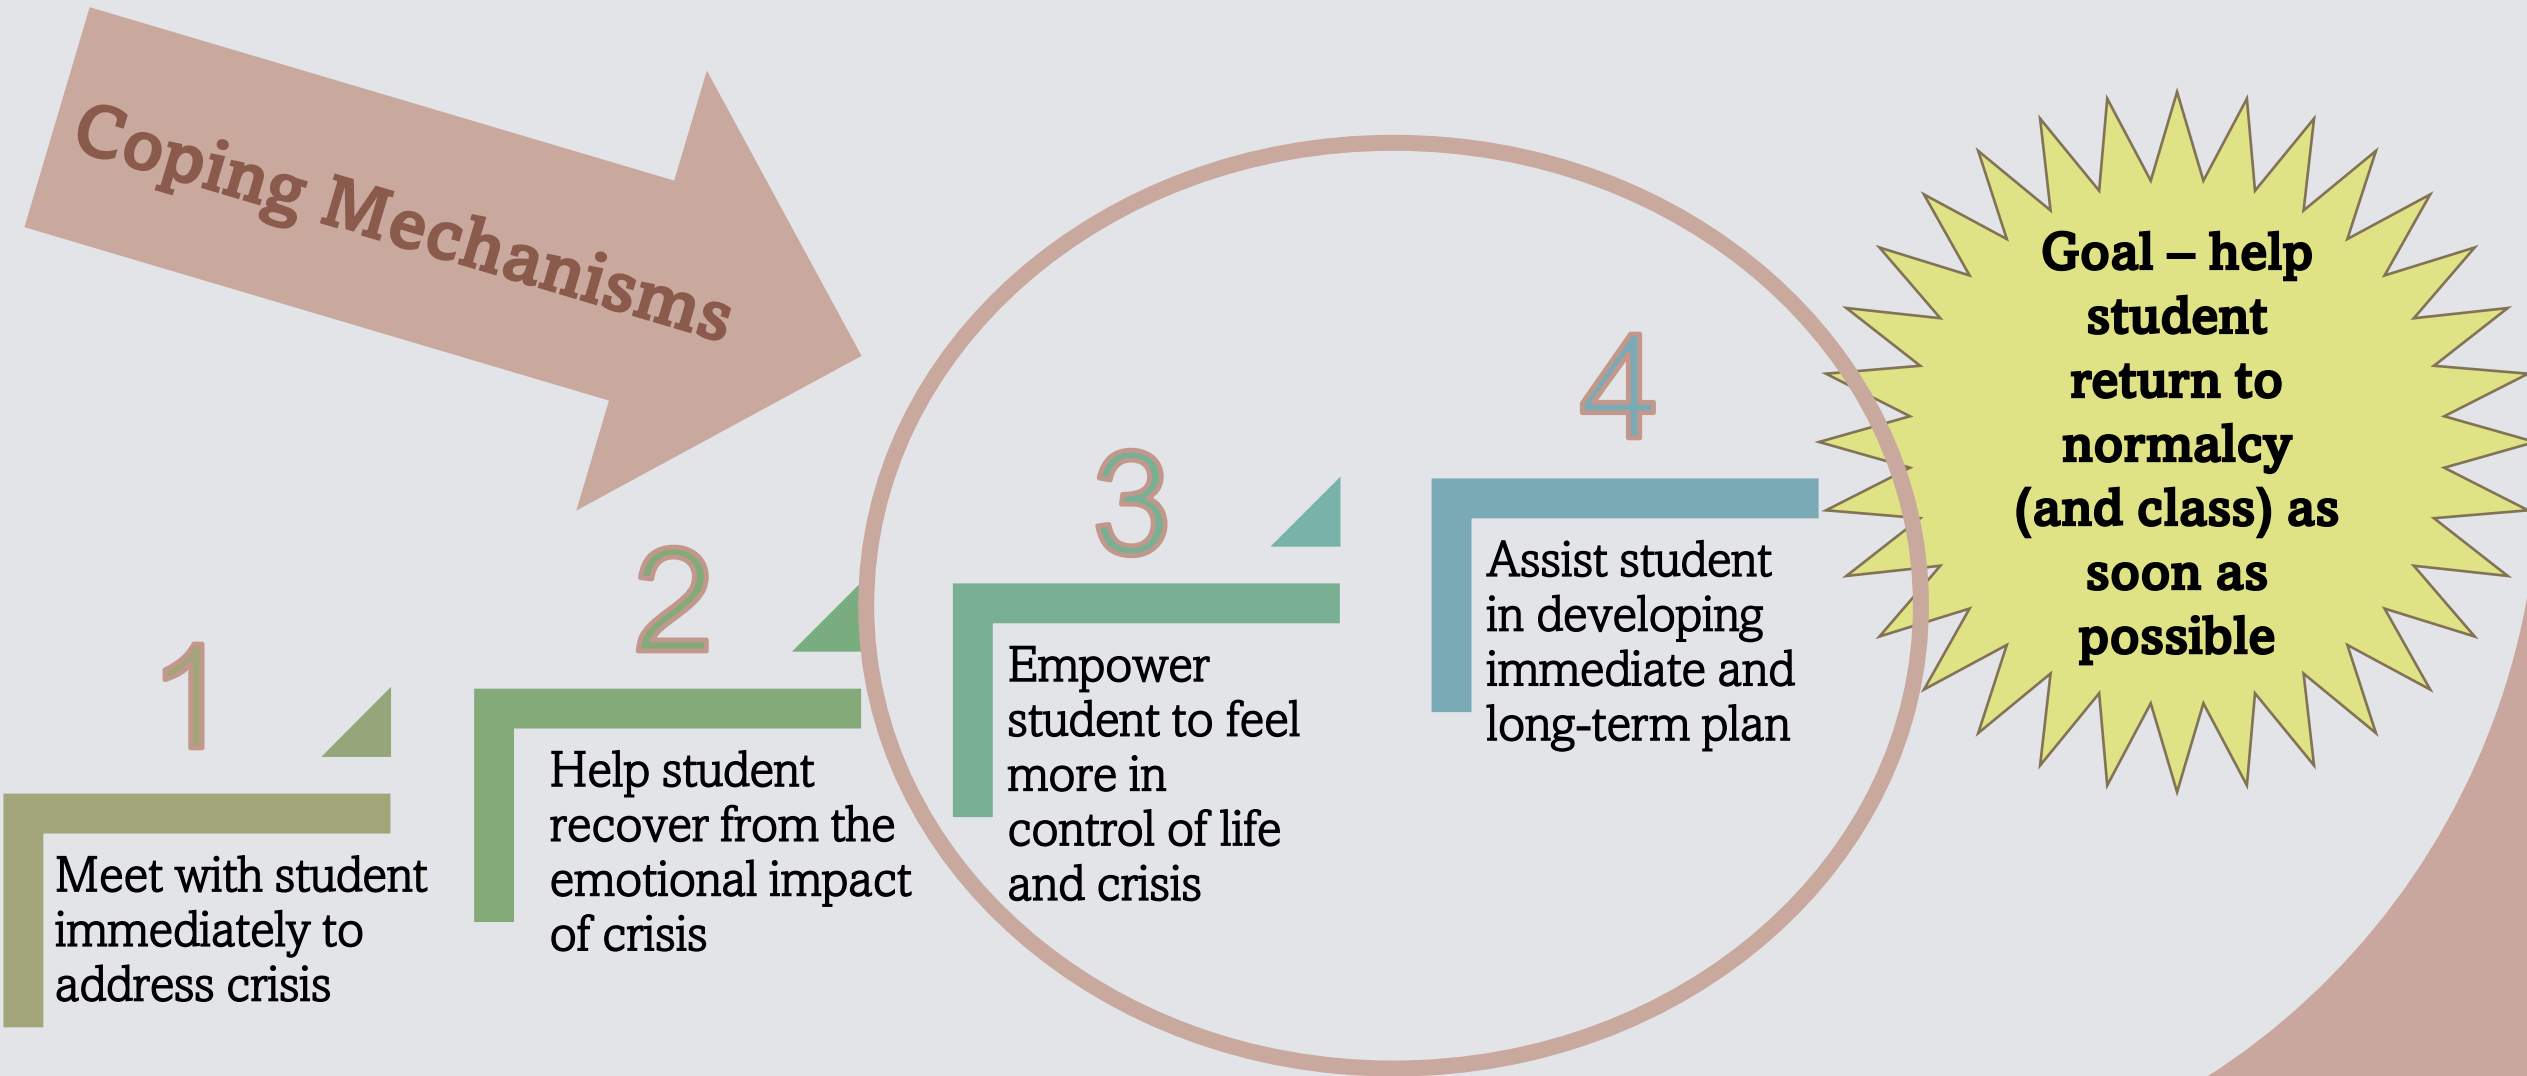 Coping Mechanisms
1
Meet with student
immediately to
address crisis
2
Help student
recover from the
emotional impact
of crisis
3
Empower
student to feel
more in
control of life
and crisis
4
Assist student
in developing
immediate and
long-term plan
Goal – help
student
return to
normalcy
(and class) as
soon as
possible